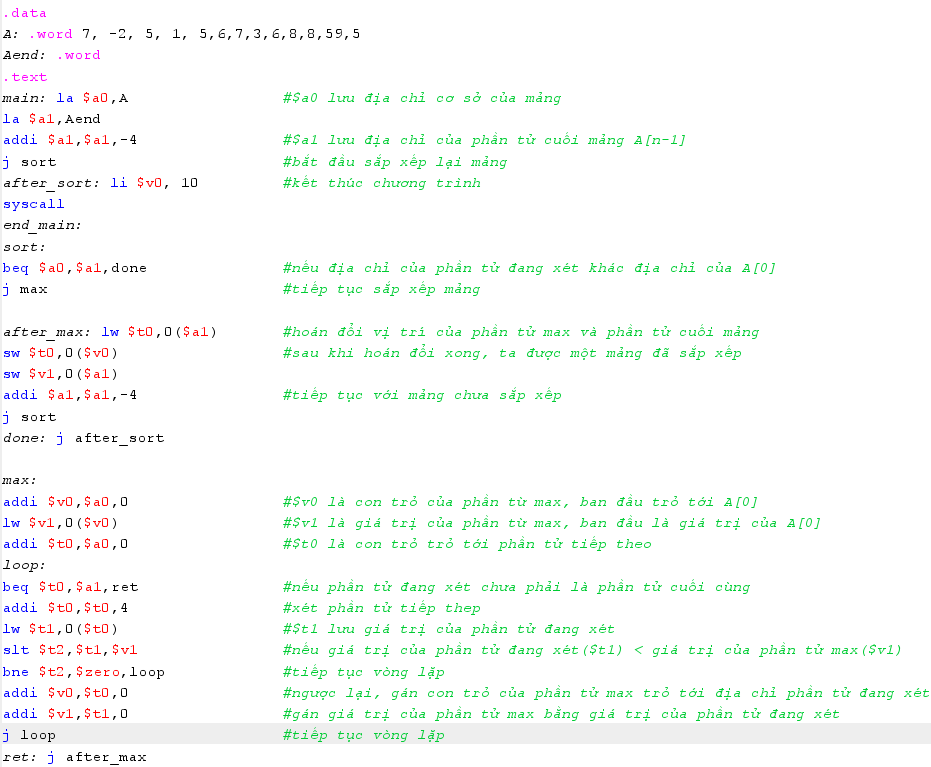 .data
A: .word 7, -2, 5, 1, 5,6,7,3,6,8,8,59,5
Aend: .word
.text
main: la $a0,A #$a0 lưu địa chỉ cơ sở của mảng
la $a1,Aend
addi $a1,$a1,-4 #$a1 lưu địa chỉ của phần tử cuối mảng A[n-1]
j sort #bắt đầu sắp xếp lại mảng
after_sort: li $v0, 10 #kết thúc chương trình
syscall
end_main:
sort:
beq $a0,$a1,done #nếu địa chỉ của phần tử đang xét khác địa chỉ của A[0]
j max #tiếp tục sắp xếp mảng
after_max: lw $t0,0($a1) #hoán đổi vị trí của phần tử max và phần tử cuối mảng
sw $t0,0($v0) #sau khi hoán đổi xong, ta được một mảng đã sắp xếp
sw $v1,0($a1)
addi $a1,$a1,-4 #tiếp tục với mảng chưa sắp xếp
j sort
done: j after_sort
max:
addi $v0,$a0,0 #$v0 là con trỏ của phần từ max, ban đầu trỏ tới A[0]
lw $v1,0($v0) #$v1 là giá trị của phần từ max, ban đầu là giá trị của A[0]
addi $t0,$a0,0 #$t0 là con trỏ trỏ tới phần tử tiếp theo
loop:
beq $t0,$a1,ret #nếu phần tử đang xét chưa phải là phần tử cuối cùng
addi $t0,$t0,4 #xét phần tử tiếp thep
lw $t1,0($t0) #$t1 lưu giá trị của phần tử đang xét
slt $t2,$t1,$v1 #nếu giá trị của phần tử đang xét($t1) < giá trị của phần tử max($v1)
bne $t2,$zero,loop #tiếp tục vòng lặp
addi $v0,$t0,0 #ngược lại, gán con trỏ của phần tử max trỏ tới địa chỉ phần tử đang xét
addi $v1,$t1,0 #gán giá trị của phần tử max bằng giá trị của phần tử đang xét
j loop #tiếp tục vòng lặp
ret: j after_max